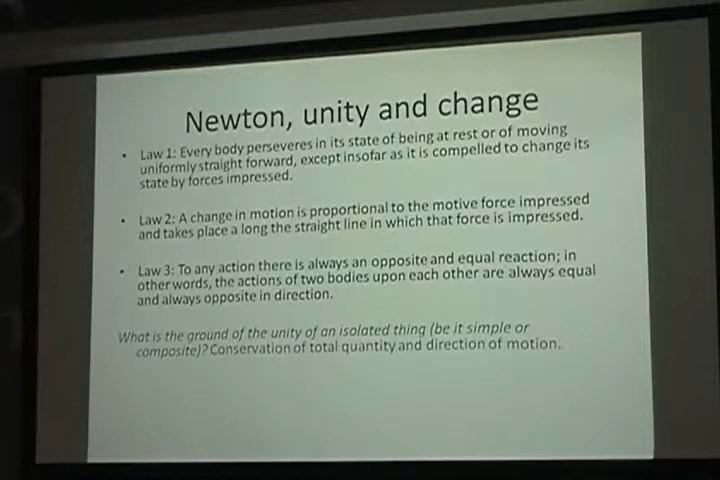 Newton, unity and change
• Law 1: Every body perseveres in its state of being at rest or of moving
uniformly straight forward, except insofar as it is compelled to change its
state by forces impressed.
• Law 2: A change in motion is proportional to the motive force impressed
and takes place a long the straight line in which that force is impressed.
• Law 3: To any action there is always an opposite and equal reaction; in
other words, the actions of two bodies upon each other are always equal
and always opposite in direction.
What is the ground of the unity of an isolated thing (be it simple or
composite)? Conservation of total quantity and direction of motion.